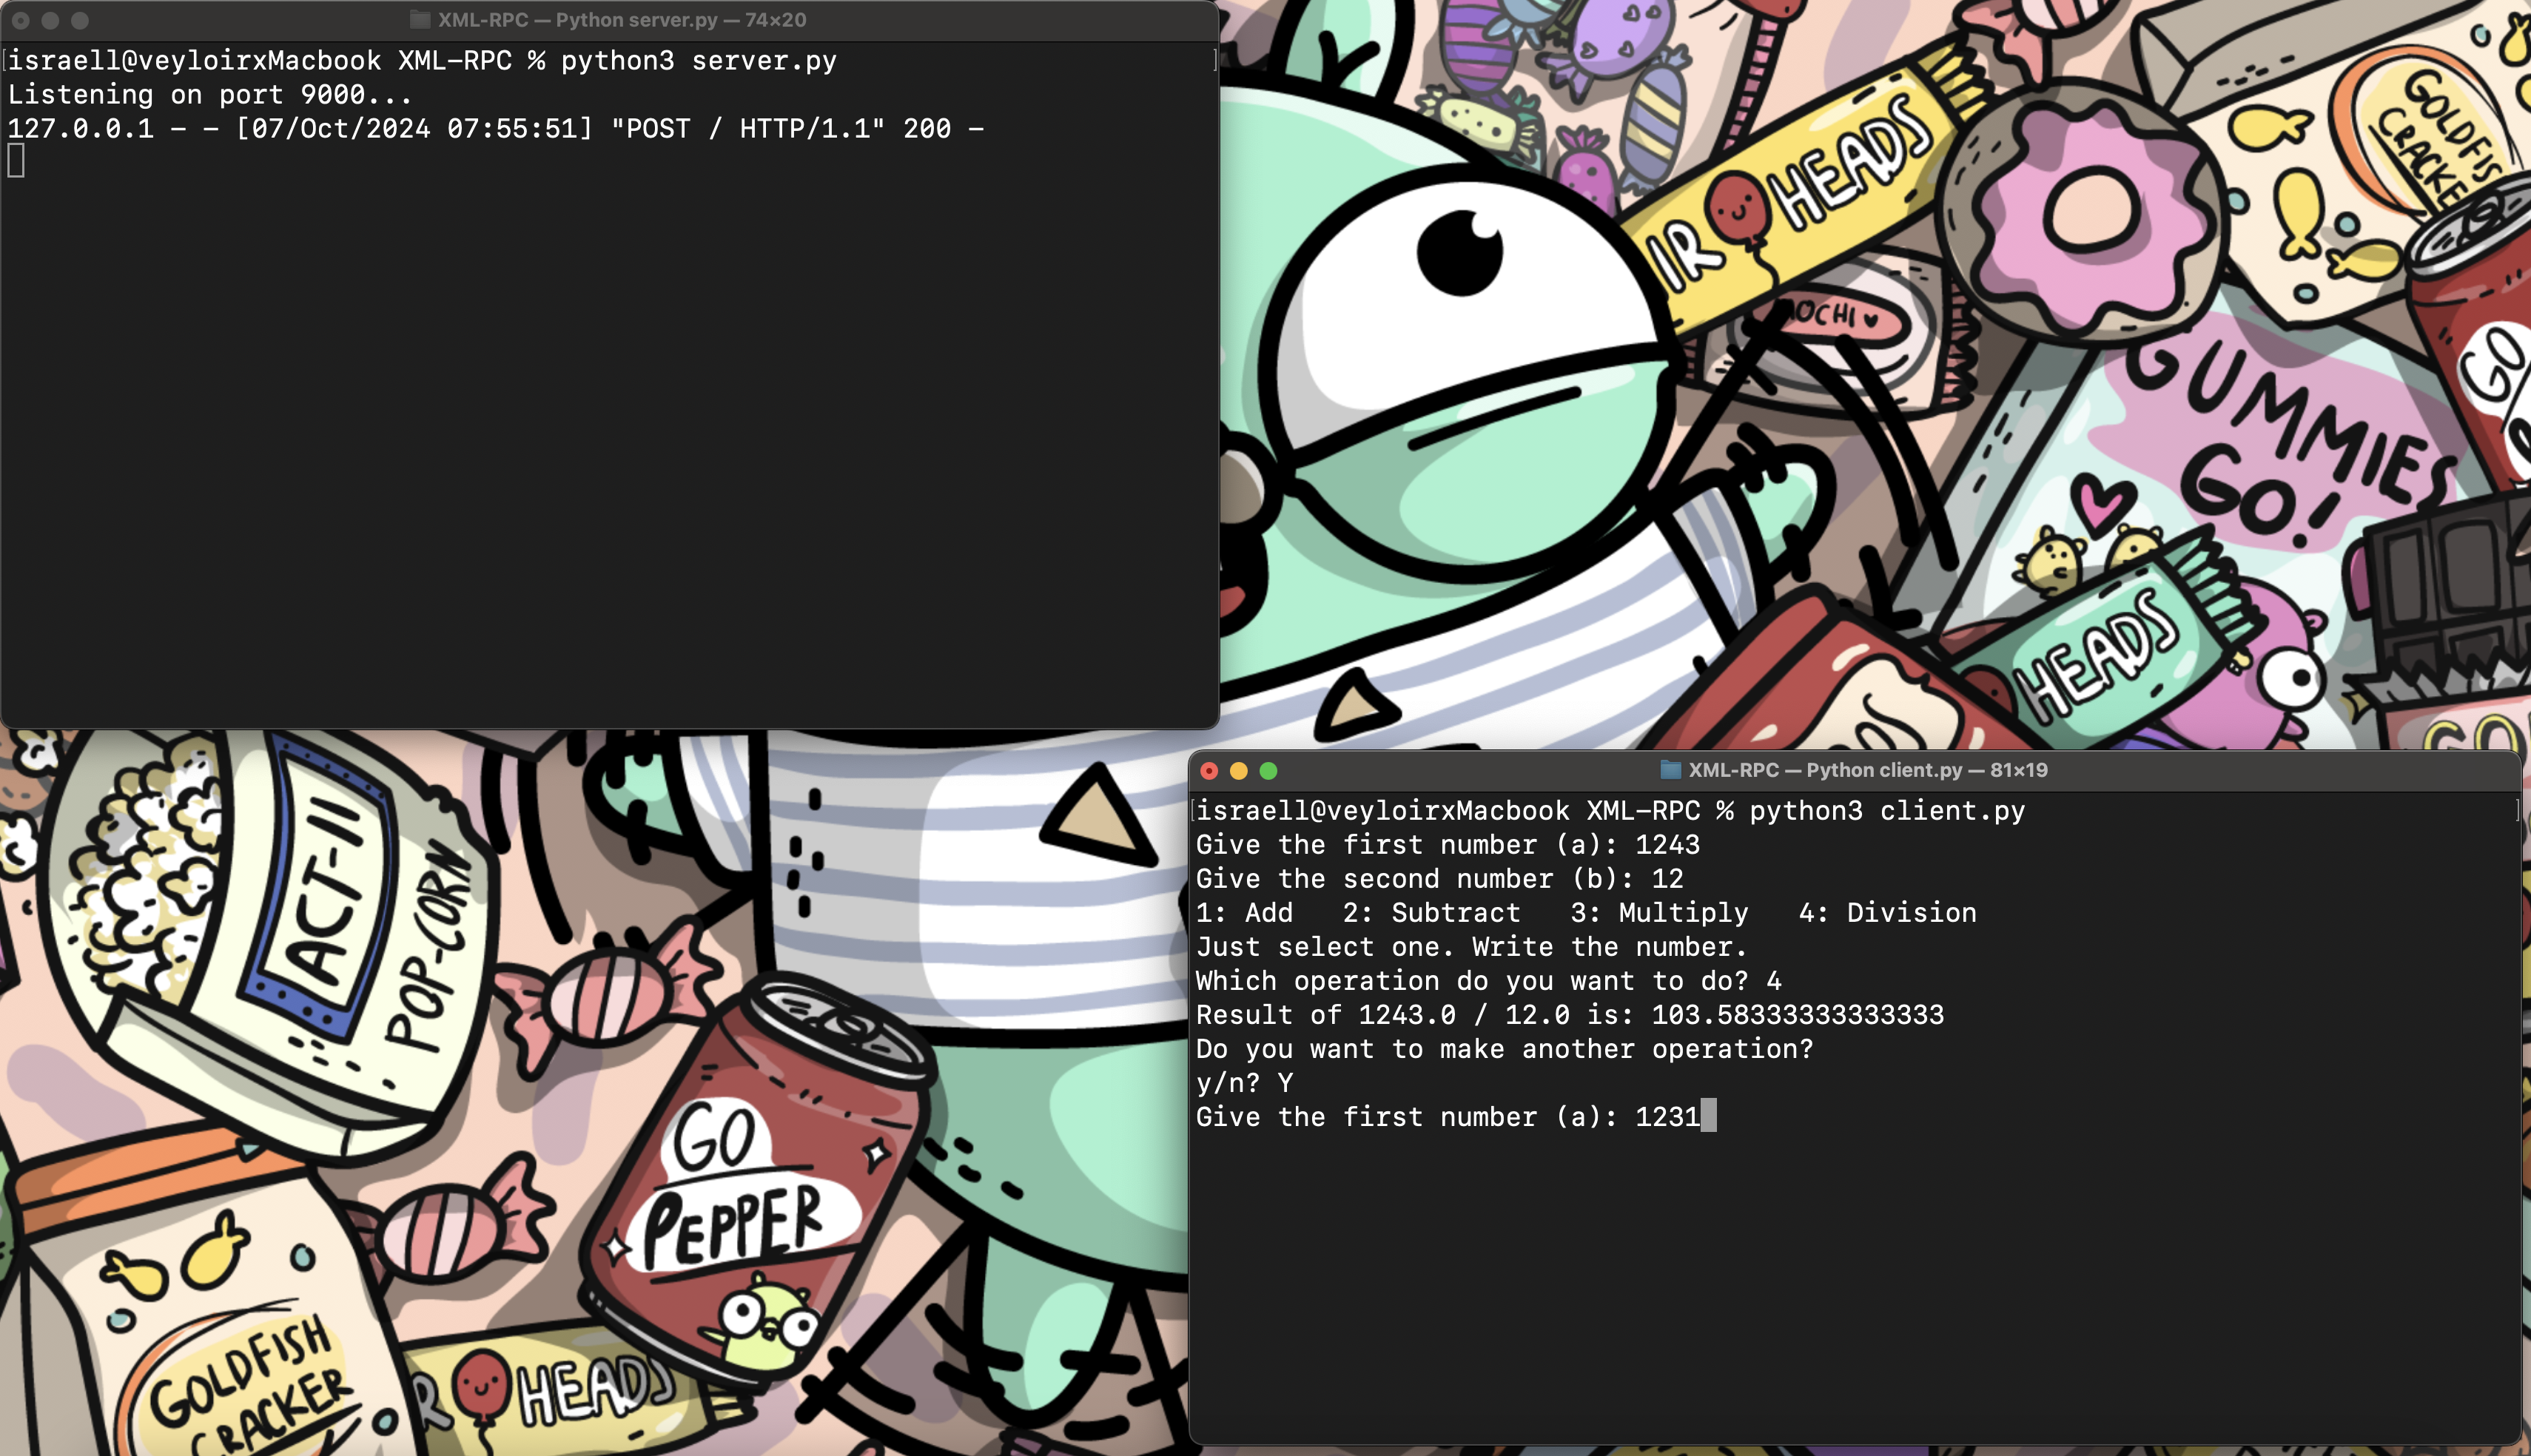 XML-RPC — Python server.py — 74×20
israell@veyloirxMacbook XML-RPC % python3 server.py
Listening on port 9000...
127.0.0.1 - - [07/Oct/2024 07:55:51] "POST / HTTP/1.1" 200 -
GOLDFIS
CRACKE
IR HEADS
OCHI
GO
GUMMIES
GO!
HEADS
GO
ACT-II
POP-CORN
GO
PEPPER
GOLDFISH
CRACKER
R HEADS
XML-RPC — Python client.py — 81×19
israell@veyloirxMacbook XML-RPC % python3 client.py
Give the first number (a): 1243
Give the second number (b): 12
1: Add   2: Subtract   3: Multiply   4: Division
Just select one. Write the number.
Which operation do you want to do? 4
Result of 1243.0 / 12.0 is: 103.58333333333333
Do you want to make another operation?
y/n? Y
Give the first number (a): 1231